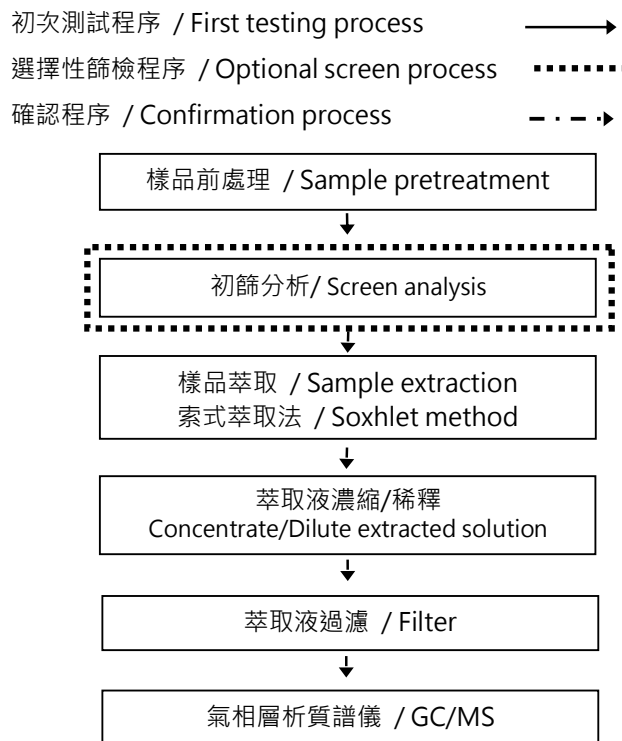 初次測試程序 / First testing process
選擇性篩檢程序 / Optional screen process
確認程序 / Confirmation process
樣品前處理 / Sample pretreatment
初篩分析/ Screen analysis
樣品萃取 / Sample extraction
索式萃取法 / Soxhlet method
萃取液濃縮/稀釋
Concentrate/Dilute extracted solution
萃取液過濾 / Filter
氣相層析質譜儀 / GC/MS